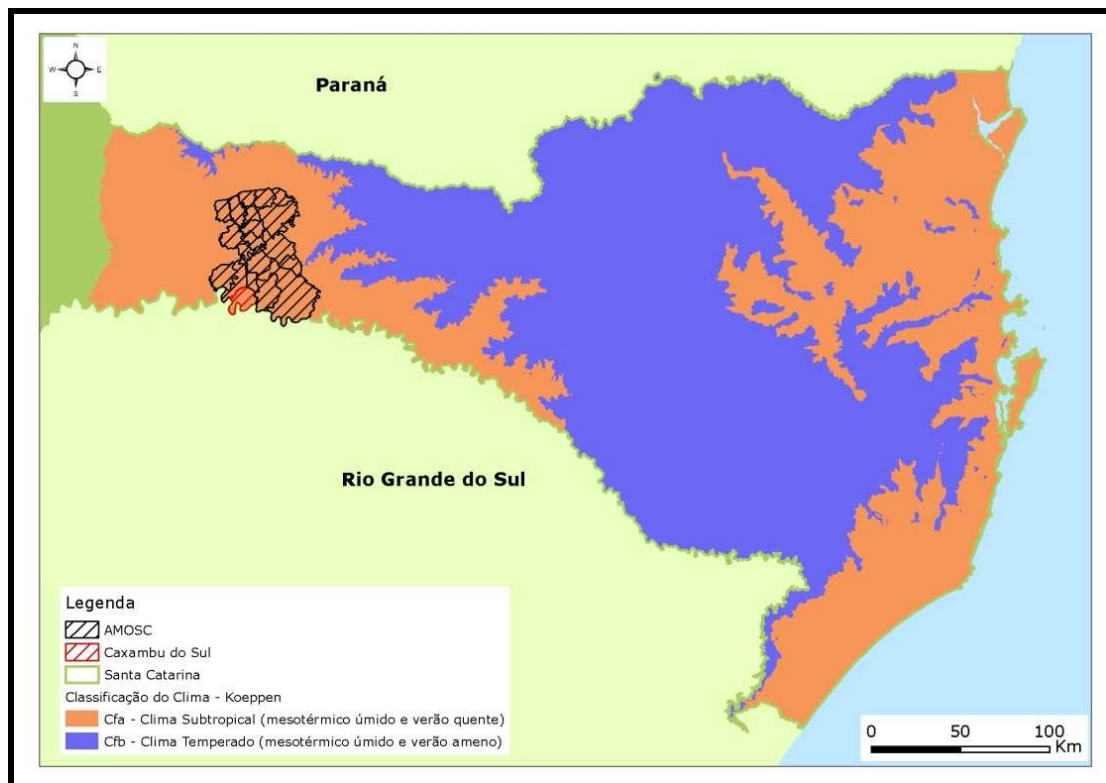 N
W E
S
Paraná
Rio Grande do Sul
Legenda
AMOSC
Caxambu do Sul
Santa Catarina
Classificação do Clima - Koeppen
Cfa - Clima Subtropical (mesotérmico úmido e verão quente)
Cfb - Clima Temperado (mesotérmico úmido e verão ameno)
0 50 100
Km